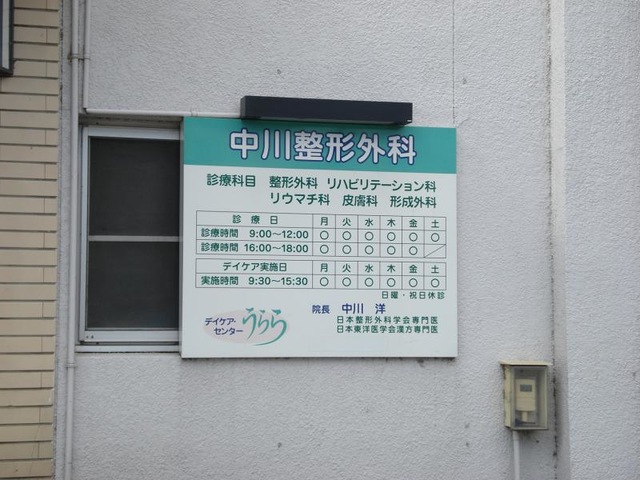 中川整形外科
診療科目 整形外科 リハビリテーション科
リウマチ科 皮膚科 形成外科
診療日 月 火 水 木 金 土
診療時間 9:00～12:00 ○ ○ ○ ○ ○ ○
診療時間 16:00～18:00 ○ ○ ○ ○ ○ ／
デイケア実施日 月 火 水 木 金 土
実施時間 9:30～15:30 ○ ○ ○ ○ ○ ○
日曜・祝日休診
院長 中川 洋
日本整形外科学会専門医
日本東洋医学会漢方専門医
デイケア・
センター うらら